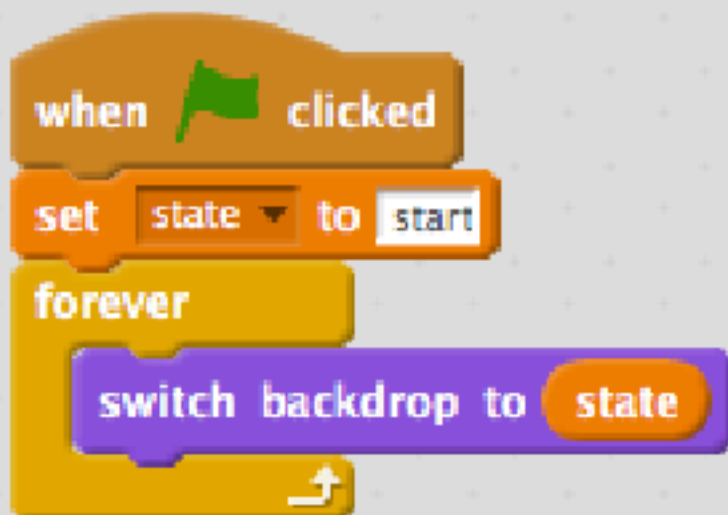 when clicked
set state to start
forever
switch backdrop to state